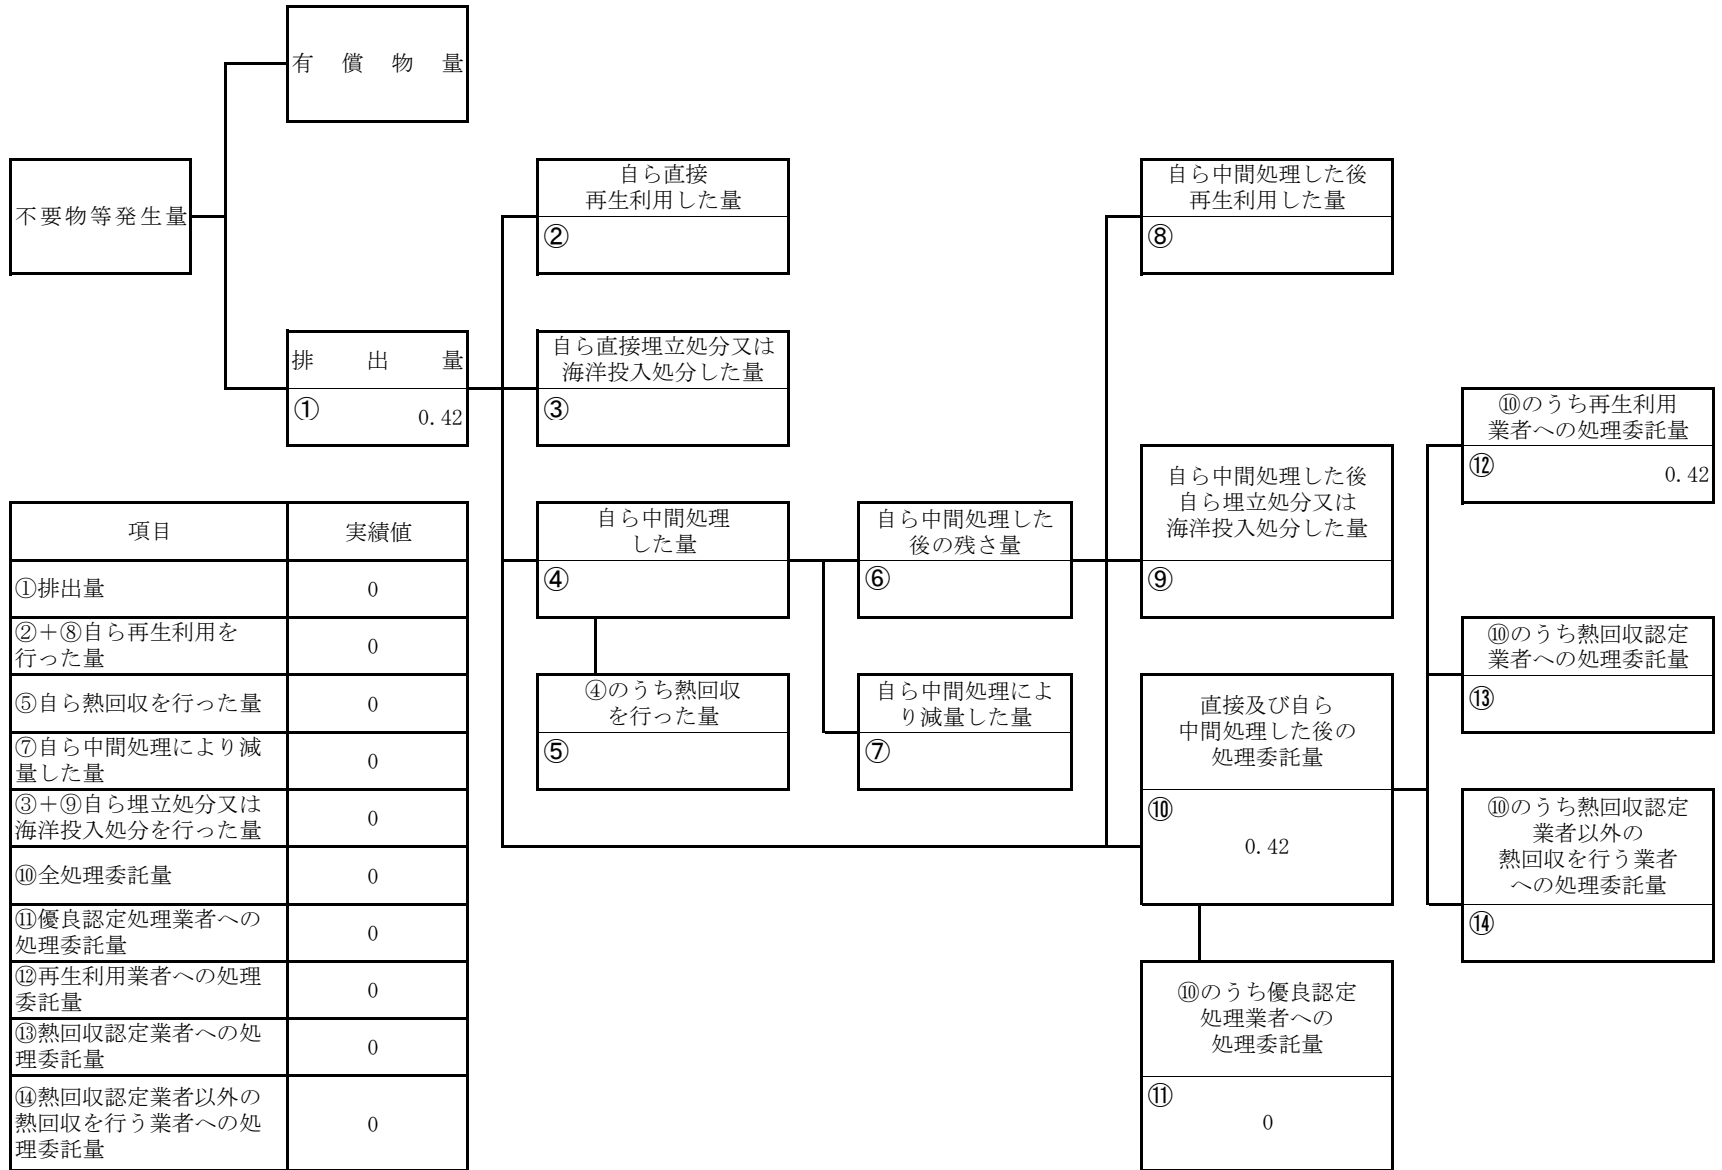 有償物量
不要物等発生量
排出量
①
0.42
自ら直接
再生利用した量
②
自ら直接埋立処分又は
海洋投入処分した量
③
自ら中間処理
した量
④
④のうち熱回収
を行った量
⑤
自ら中間処理した
後の残さ量
⑥
自ら中間処理によ
り減量した量
⑦
自ら中間処理した後
再生利用した量
⑧
自ら中間処理した後
自ら埋立処分又は
海洋投入処分した量
⑨
直接及び自ら
中間処理した後の
処理委託量
⑩
0.42
⑩のうち優良認定
処理業者への
処理委託量
⑪
0
⑩のうち再生利用
業者への処理委託量
⑫
0.42
⑩のうち熱回収認定
業者への処理委託量
⑬
⑩のうち熱回収認定
業者以外の
熱回収を行う業者
への処理委託量
⑭
項目 実績値
①排出量 0
②＋⑧自ら再生利用を
行った量 0
⑤自ら熱回収を行った量 0
⑦自ら中間処理により減
量した量 0
③＋⑨自ら埋立処分又は
海洋投入処分を行った量 0
⑩全処理委託量 0
⑪優良認定処理業者への
処理委託量 0
⑫再生利用業者への処理
委託量 0
⑬熱回収認定業者への処
理委託量 0
⑭熱回収認定業者以外の
熱回収を行う業者への処 0
理委託量